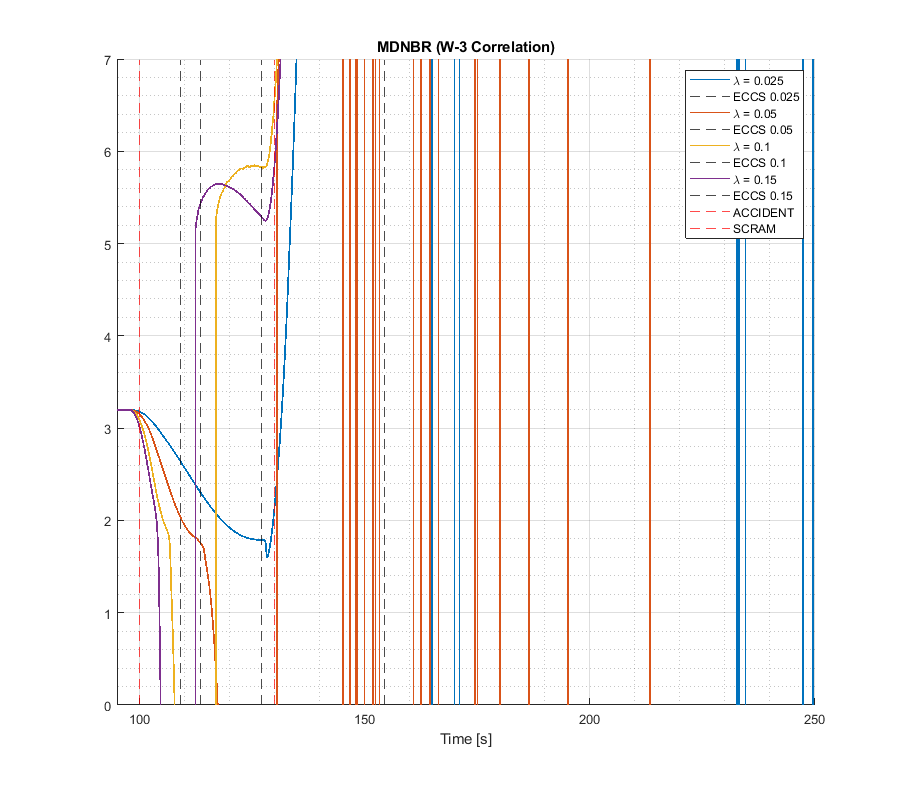 MDNBR (W-3 Correlation)
7
6
5
4
3
2
1
0
λ = 0.025
ECCS 0.025
λ = 0.05
ECCS 0.05
λ = 0.1
ECCS 0.1
λ = 0.15
ECCS 0.15
ACCIDENT
SCRAM
100
150
200
250
Time [s]